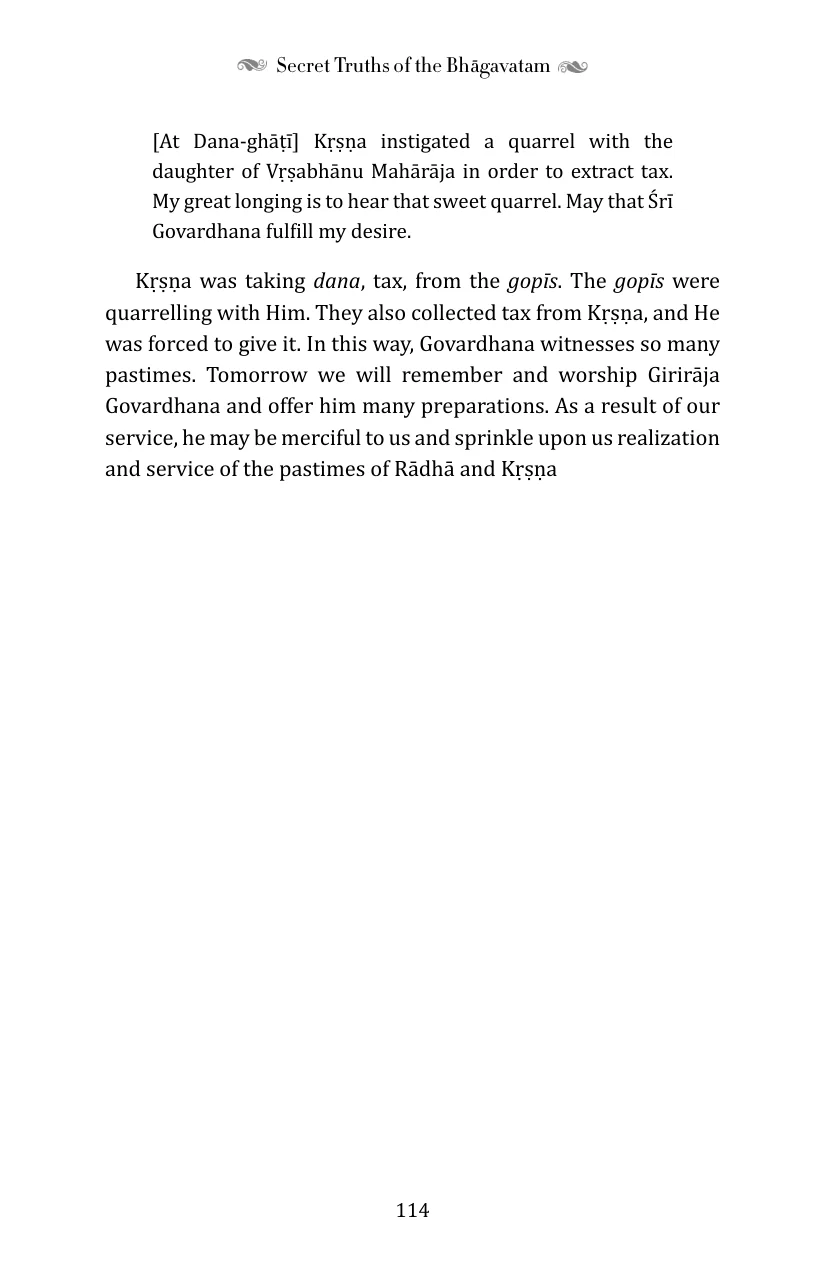 Secret Truths of the Bhāgavatam
[At Dana-ghāṭī] Kṛṣṇa instigated a quarrel with the
daughter of Vṛṣabhānu Mahārāja in order to extract tax.
My great longing is to hear that sweet quarrel. May that Śrī
Govardhana fulfill my desire.
Kṛṣṇa was taking dana, tax, from the gopīs. The gopīs were
quarrelling with Him. They also collected tax from Kṛṣṇa, and He
was forced to give it. In this way, Govardhana witnesses so many
pastimes. Tomorrow we will remember and worship Girirāja
Govardhana and offer him many preparations. As a result of our
service, he may be merciful to us and sprinkle upon us realization
and service of the pastimes of Rādhā and Kṛṣṇa
114